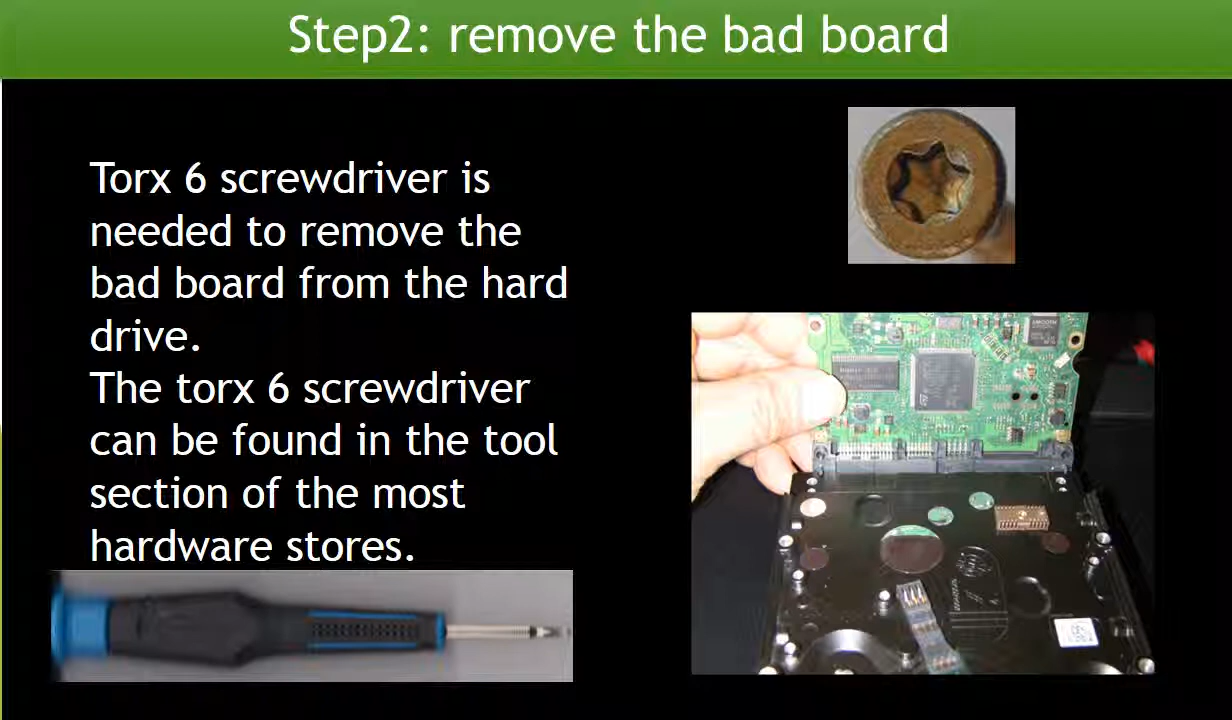 Step2: remove the bad board
Torx 6 screwdriver is
needed to remove the
bad board from the hard
drive.
The torx 6 screwdriver
can be found in the tool
section of the most
hardware stores.
SMOOTH